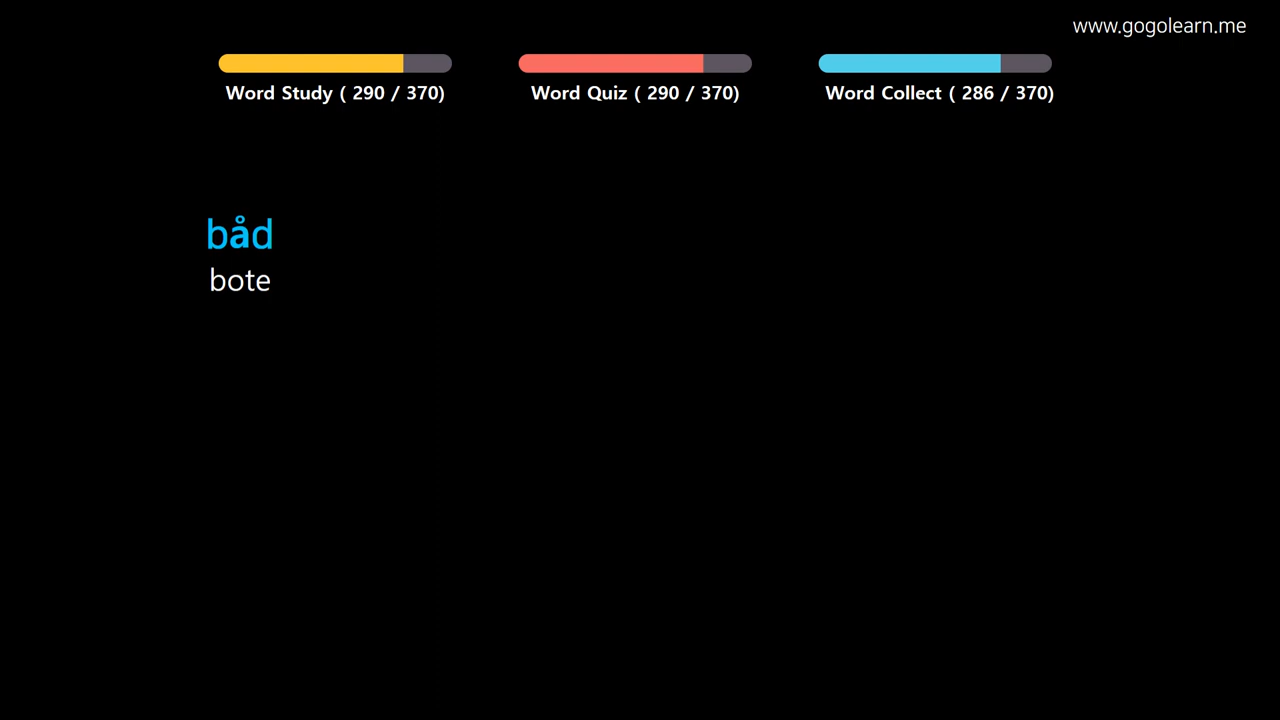 www.gogolearn.me
Word Study ( 290 / 370)
Word Quiz ( 290 / 370)
Word Collect ( 286 / 370)
båd
bote